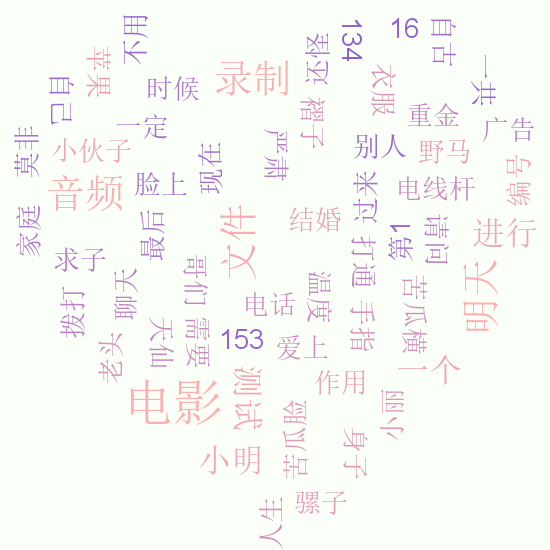 16
自古
134
不用
还怪
苹果
录制
时候
衣服
一共
己目
褶子
重金
广告
一定
莫非
小伙子
严肃
别人
野马
现在
脸上
音频
电线杆
编号
过来
家庭
最后
文件
结婚
第1
请问
进行
求子
打通
哥们
聊天
温度
明天
拨打
电话
手指
苦瓜横
天仙
需要
153
老头
爱上
一个
作用
电影
测试
小丽
苦瓜脸
小明
身子
人生
骡子